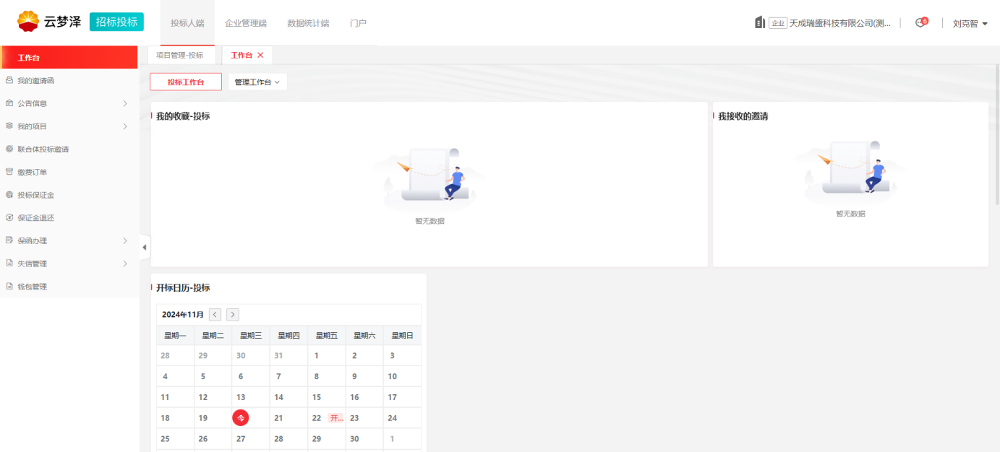 云梦泽 招标投标 投标人端 企业管理端 数据统计端 门户 企业 天成瑞盛科技有限公司(测... 6 刘克智
工作台
我的邀请函
公告信息
我的项目
联合体投标邀请
缴费订单
投标保证金
保证金退还
保函办理
失信管理
钱包管理
项目管理-投标 工作台
投标工作台 管理工作台
我的收藏-投标
暂无数据
我接收的邀请
暂无数据
开标日历-投标
2024年11月
星期一 星期二 星期三 星期四 星期五 星期六 星期日
28 29 30 31 1 2 3
4 5 6 7 8 9 10
11 12 13 14 15 16 17
18 19 今 21 22 开... 23 24
25 26 27 28 29 30 1